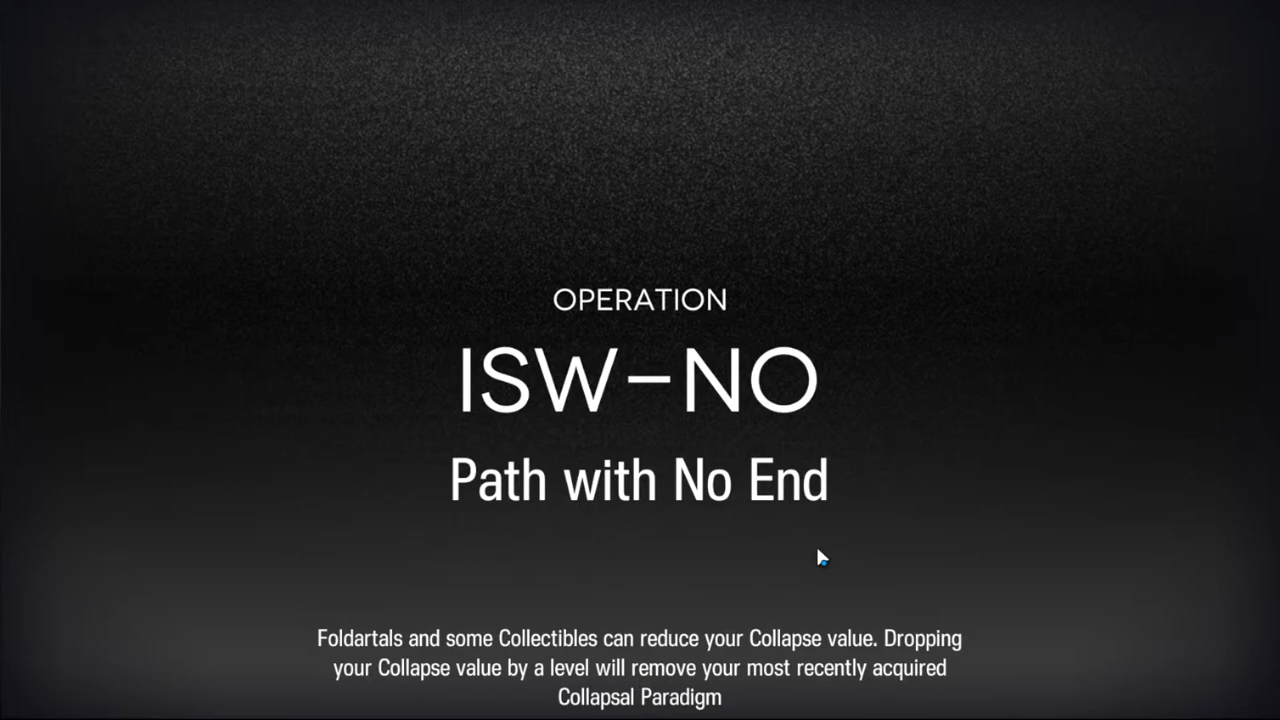 OPERATION
ISW-NO
Path with No End
Foldartals and some Collectibles can reduce your Collapse value. Dropping
your Collapse value by a level will remove your most recently acquired
Collapsal Paradigm